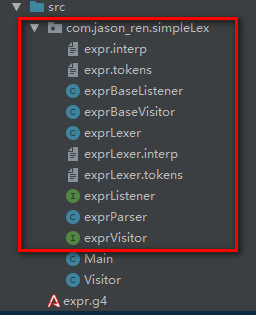 src
com.jason_ren.simpleLex
expr.interp
expr.tokens
exprBaseListener
exprBaseVisitor
exprLexer
exprLexer.interp
exprLexer.tokens
exprListener
exprParser
exprVisitor
Main
Visitor
expr.g4